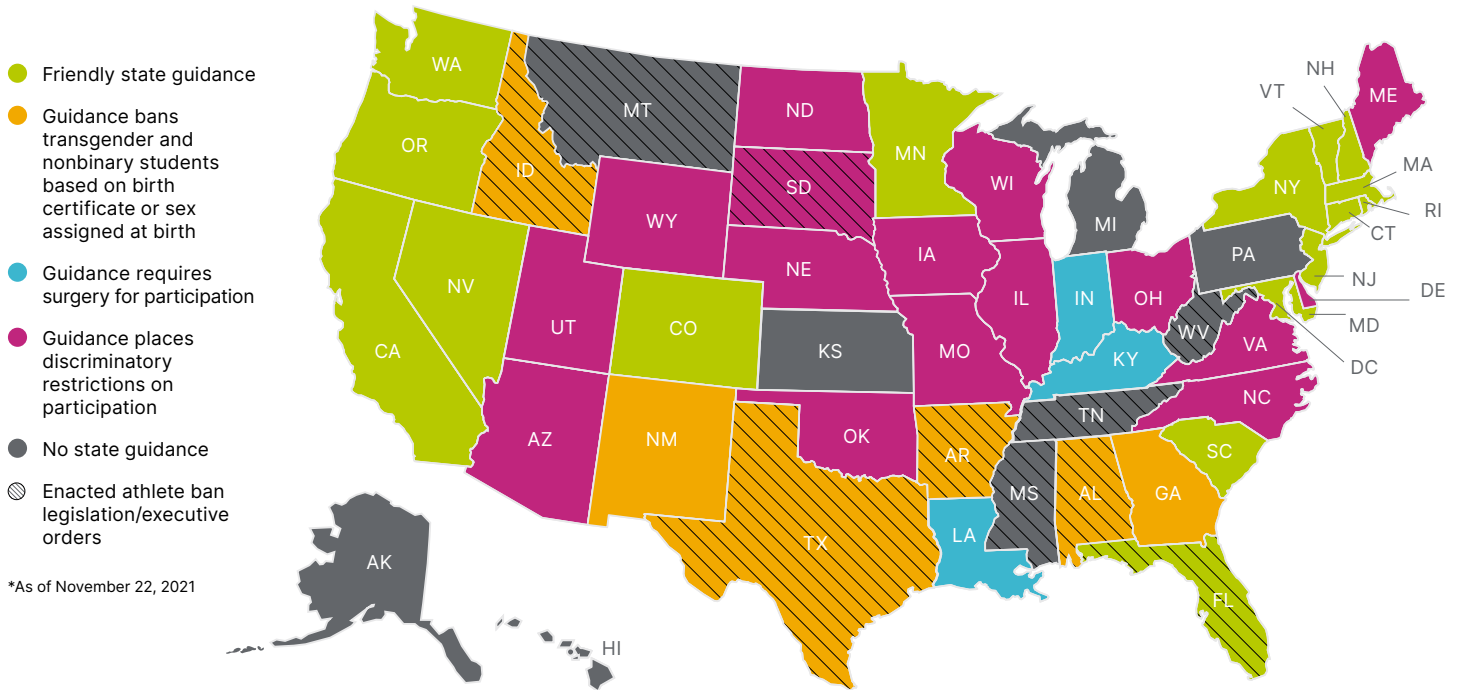 Friendly state guidance
Guidance bans
transgender and
nonbinary students
based on birth
certificate or sex
assigned at birth
Guidance requires
surgery for participation
Guidance places
discriminatory
restrictions on
participation
No state guidance
Enacted athlete ban
legislation/executive
orders
*As of November 22, 2021
WA
OR
CA
NV
ID
MT
WY
UT
AZ
CO
NM
ND
SD
NE
KS
OK
TX
MN
IA
MO
AR
LA
WI
IL
MI
IN
OH
KY
TN
MS
AL
GA
FL
SC
NC
VA
WV
PA
NY
VT
NH
ME
MA
RI
CT
NJ
DE
MD
DC
AK
HI